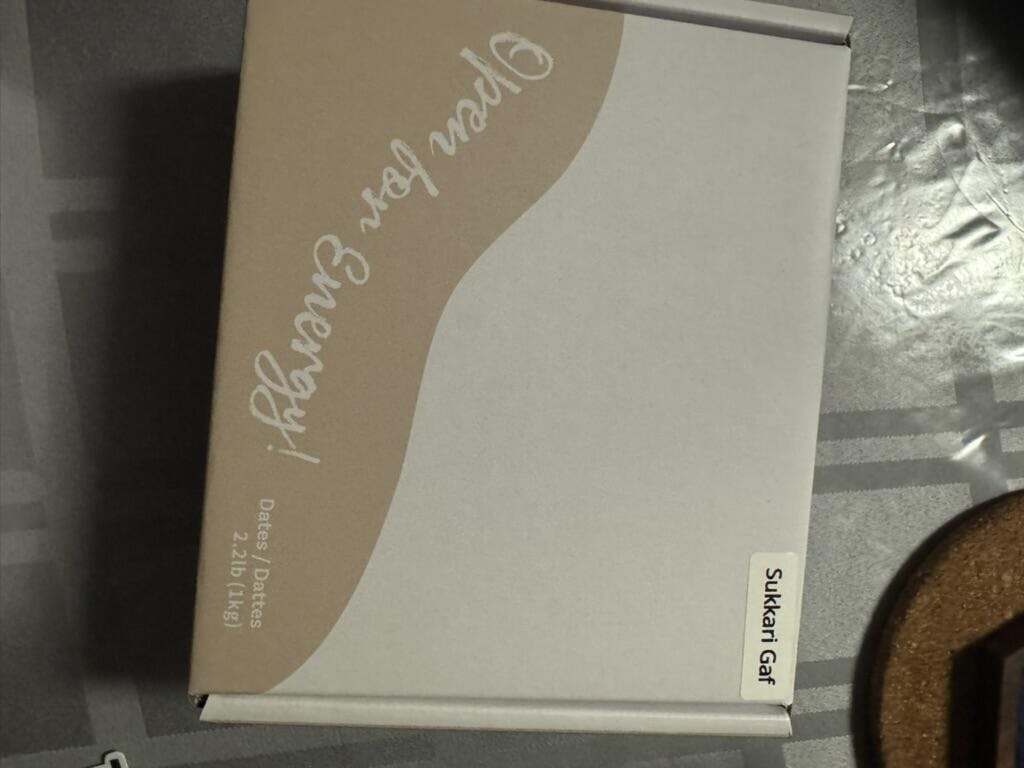 Open for Energy!
Dates / Dattes
2.2lb (1kg)
Sukkari Gaf